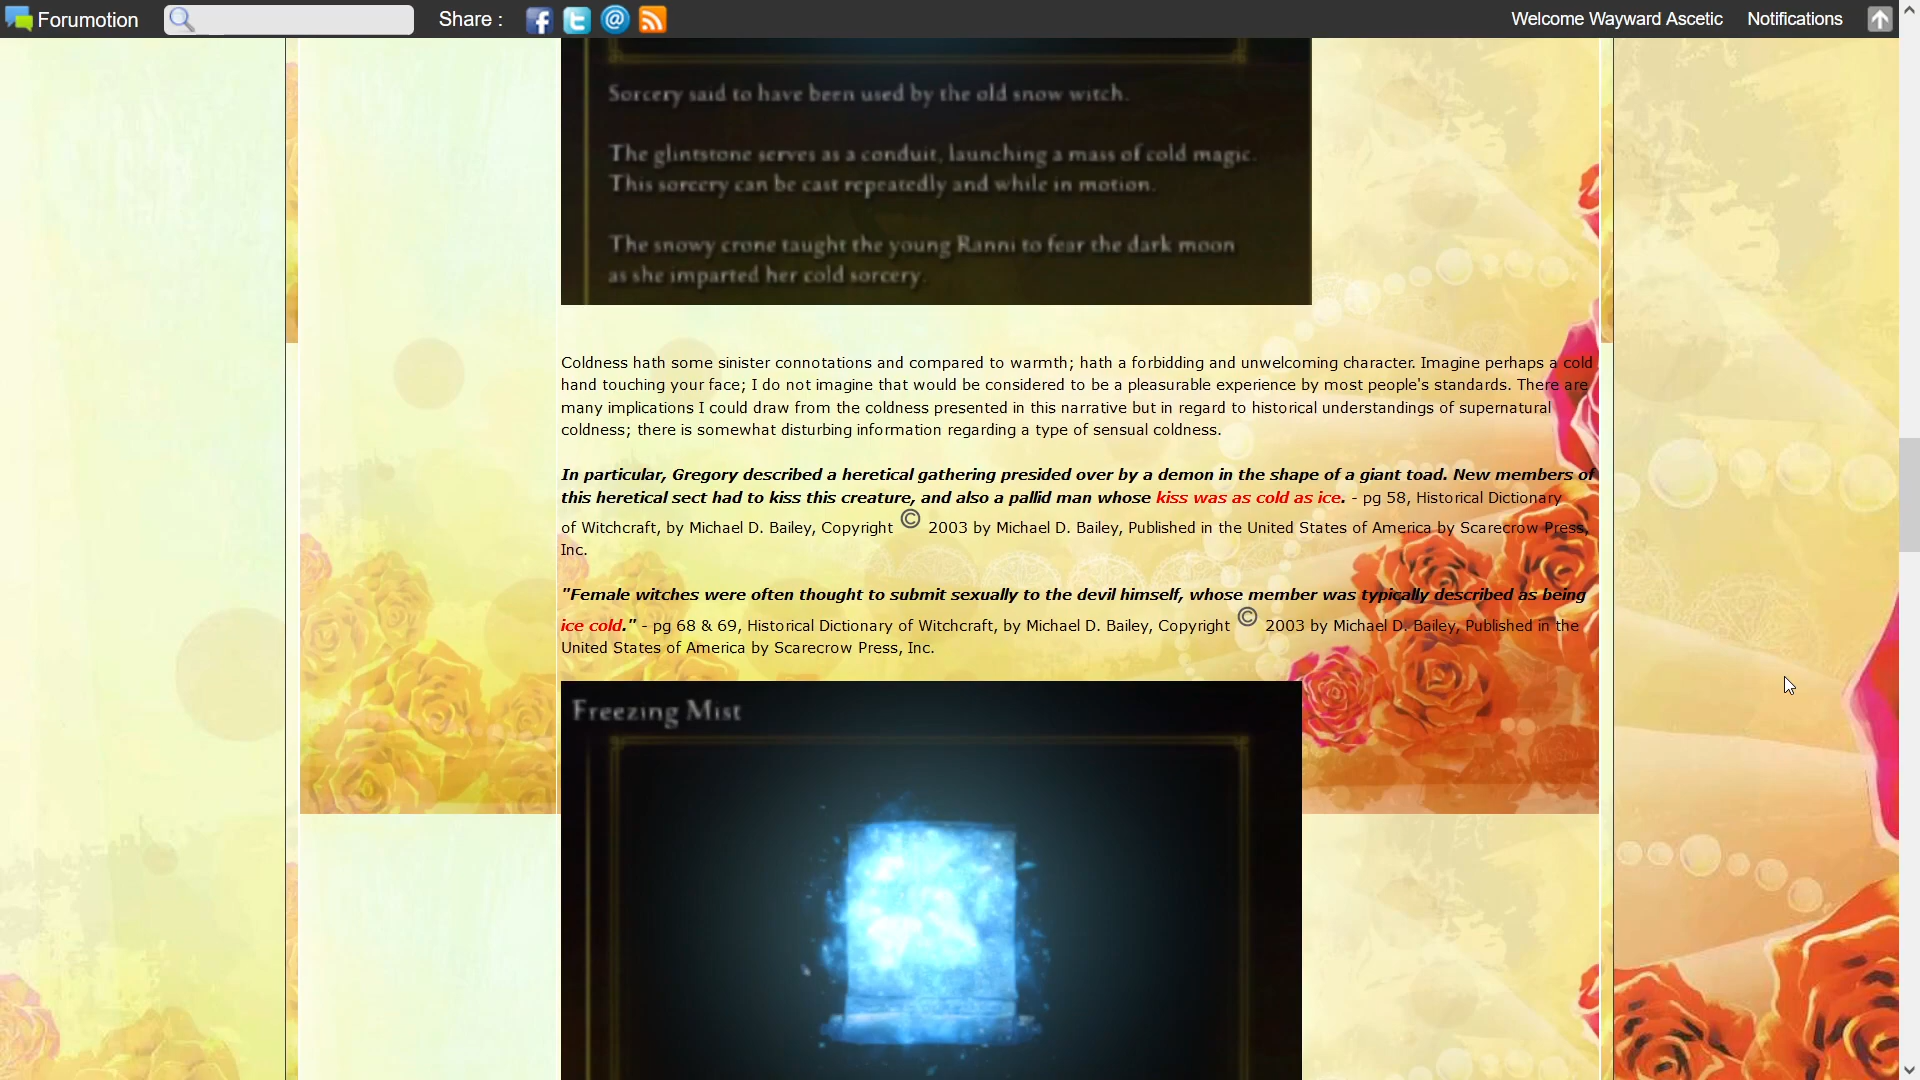 Forumotion Share : Welcome Wayward Ascetic Notifications
Sorcery said to have been used by the old snow witch.
The glintstone serves as a conduit, launching a mass of cold magic.
This sorcery can be cast repeatedly and while in motion.
The snowy crone taught the young Ranni to fear the dark moon
as she imparted her cold sorcery.
Coldness hath some sinister connotations and compared to warmth; hath a forbidding and unwelcoming character. Imagine perhaps a cold
hand touching your face; I do not imagine that would be considered to be a pleasurable experience by most people's standards. There are
many implications I could draw from the coldness presented in this narrative but in regard to historical understandings of supernatural
coldness; there is somewhat disturbing information regarding a type of sensual coldness.
In particular, Gregory described a heretical gathering presided over by a demon in the shape of a giant toad. New members of
this heretical sect had to kiss this creature, and also a pallid man whose kiss was as cold as ice. - pg 58, Historical Dictionary
of Witchcraft, by Michael D. Bailey, Copyright © 2003 by Michael D. Bailey, Published in the United States of America by Scarecrow Press,
Inc.
"Female witches were often thought to submit sexually to the devil himself, whose member was typically described as being
ice cold." - pg 68 & 69, Historical Dictionary of Witchcraft, by Michael D. Bailey, Copyright © 2003 by Michael D. Bailey, Published in the
United States of America by Scarecrow Press, Inc.
Freezing Mist